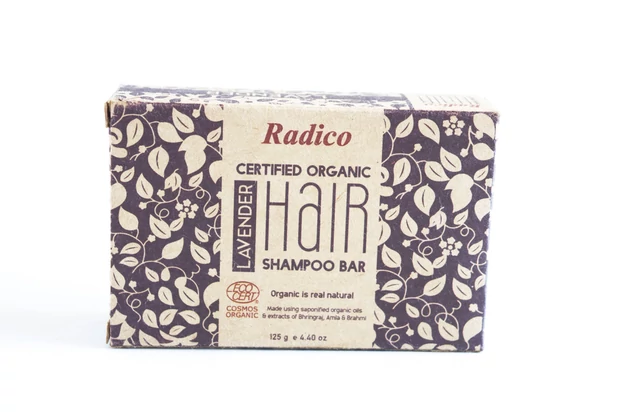 Radico
CERTIFIED ORGANIC
LAVENDER
HaiR
SHAMPOO BAR
ECO
CERT
COSMOS
ORGANIC
Organic is real natural
Made using saponified organic oils
& extracts of Bhringraj, Amla & Brahmi
125 g e 4.40 oz